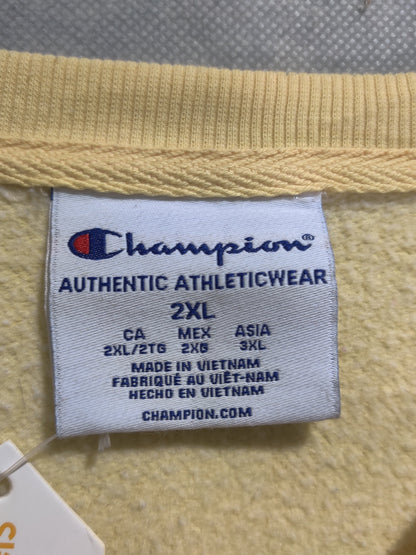 Champion®
AUTHENTIC ATHLETICWEAR
2XL
CA MEX ASIA
2XL/2TG 2XG 3XL
MADE IN VIETNAM
FABRIQUÉ AU VIÊT-NAM
HECHO EN VIETNAM
CHAMPION.COM